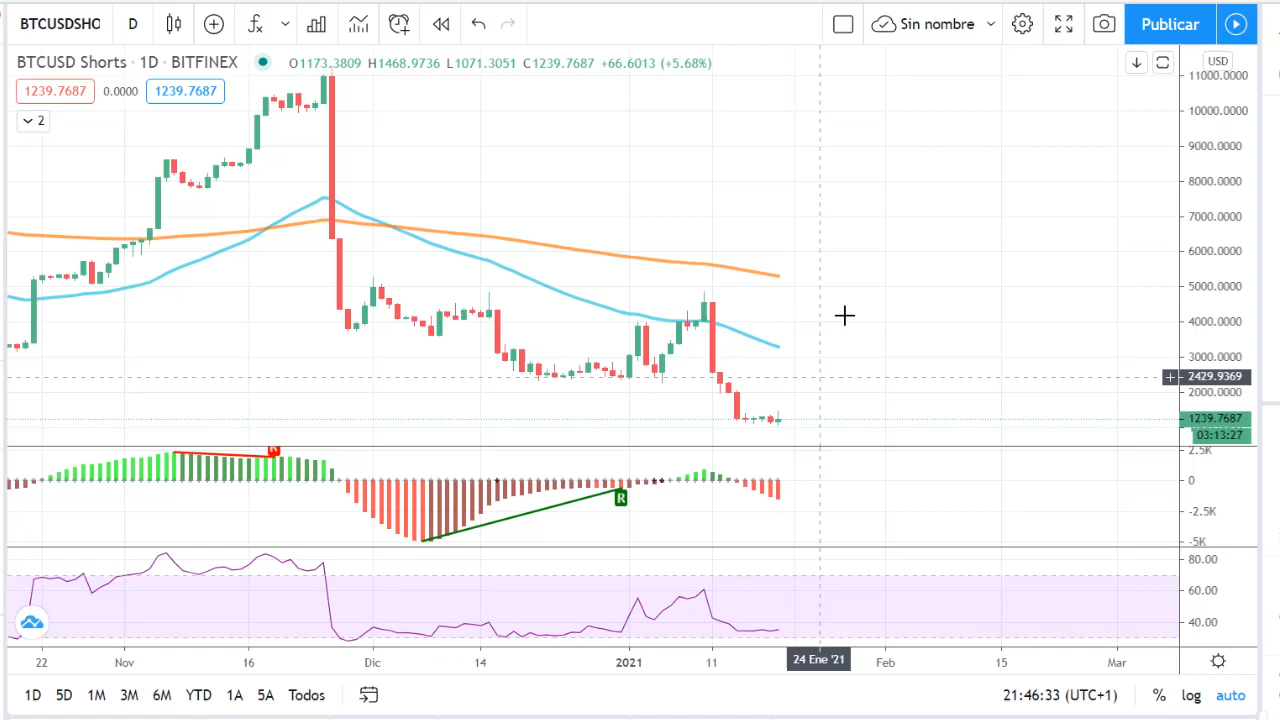 BTCUSDSHO D Sin nombre Publicar
BTCUSD Shorts · 1D · BITFINEX O1173.3809 H1468.9736 L1071.3051 C1239.7687 +66.6013 (+5.68%)
USD
1239.7687 0.0000 1239.7687
2
11000.0000
10000.0000
9000.0000
8000.0000
7000.0000
6000.0000
5000.0000
4000.0000
3000.0000
2429.9369
2000.0000
1239.7687
03:13:27
2.5K
0
-2.5K
-5K
R
R
80.00
60.00
40.00
22 Nov 16 Dic 14 2021 11 24 Ene '21 Feb 15 Mar
1D 5D 1M 3M 6M YTD 1A 5A Todos 21:46:33 (UTC+1) % log auto